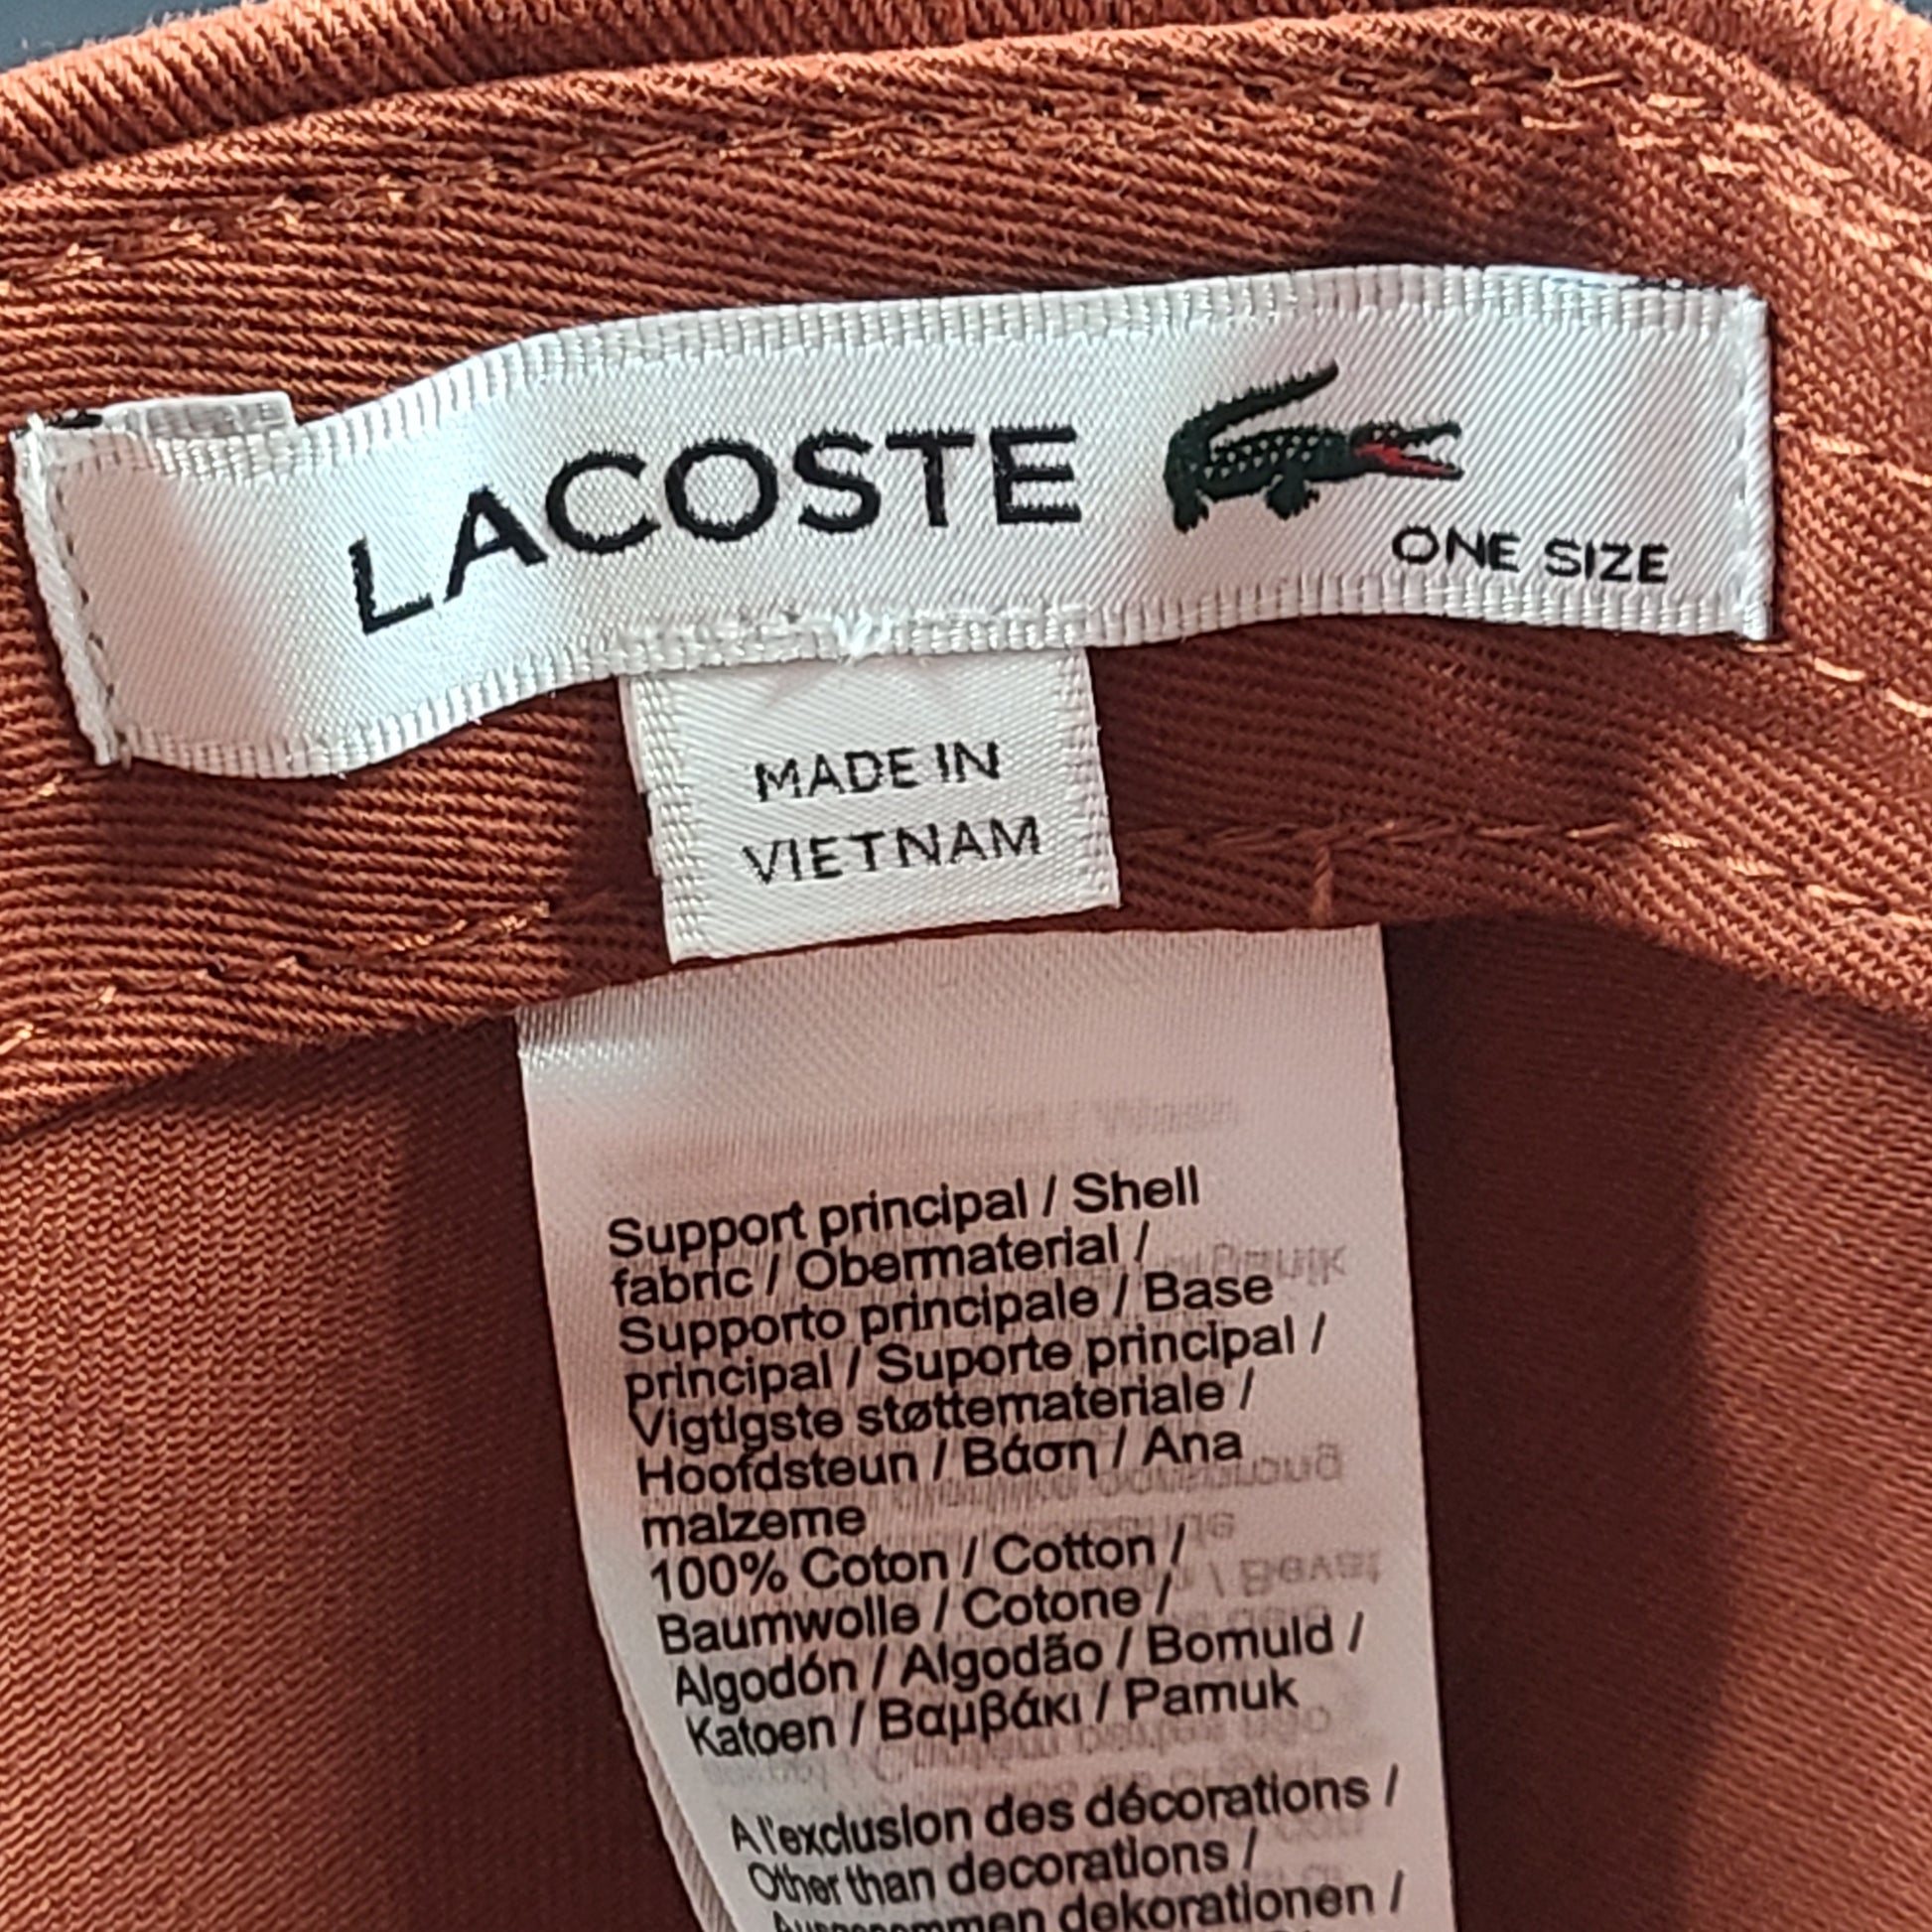 LACOSTE
ONE SIZE
MADE IN
VIETNAM
Support principal / Shell
fabric / Obermaterial /
Supporto principale / Base
principal / Suporte principal /
Vigtigste støttemateriale /
Hoofdsteun / Βάση / Ana
malzeme
100% Coton / Cotton /
Baumwolle / Cotone /
Algodón / Algodão / Bomuld /
Katoen / Βαμβάκι / Pamuk
A l'exclusion des décorations /
Other than decorations /
dekorationen /